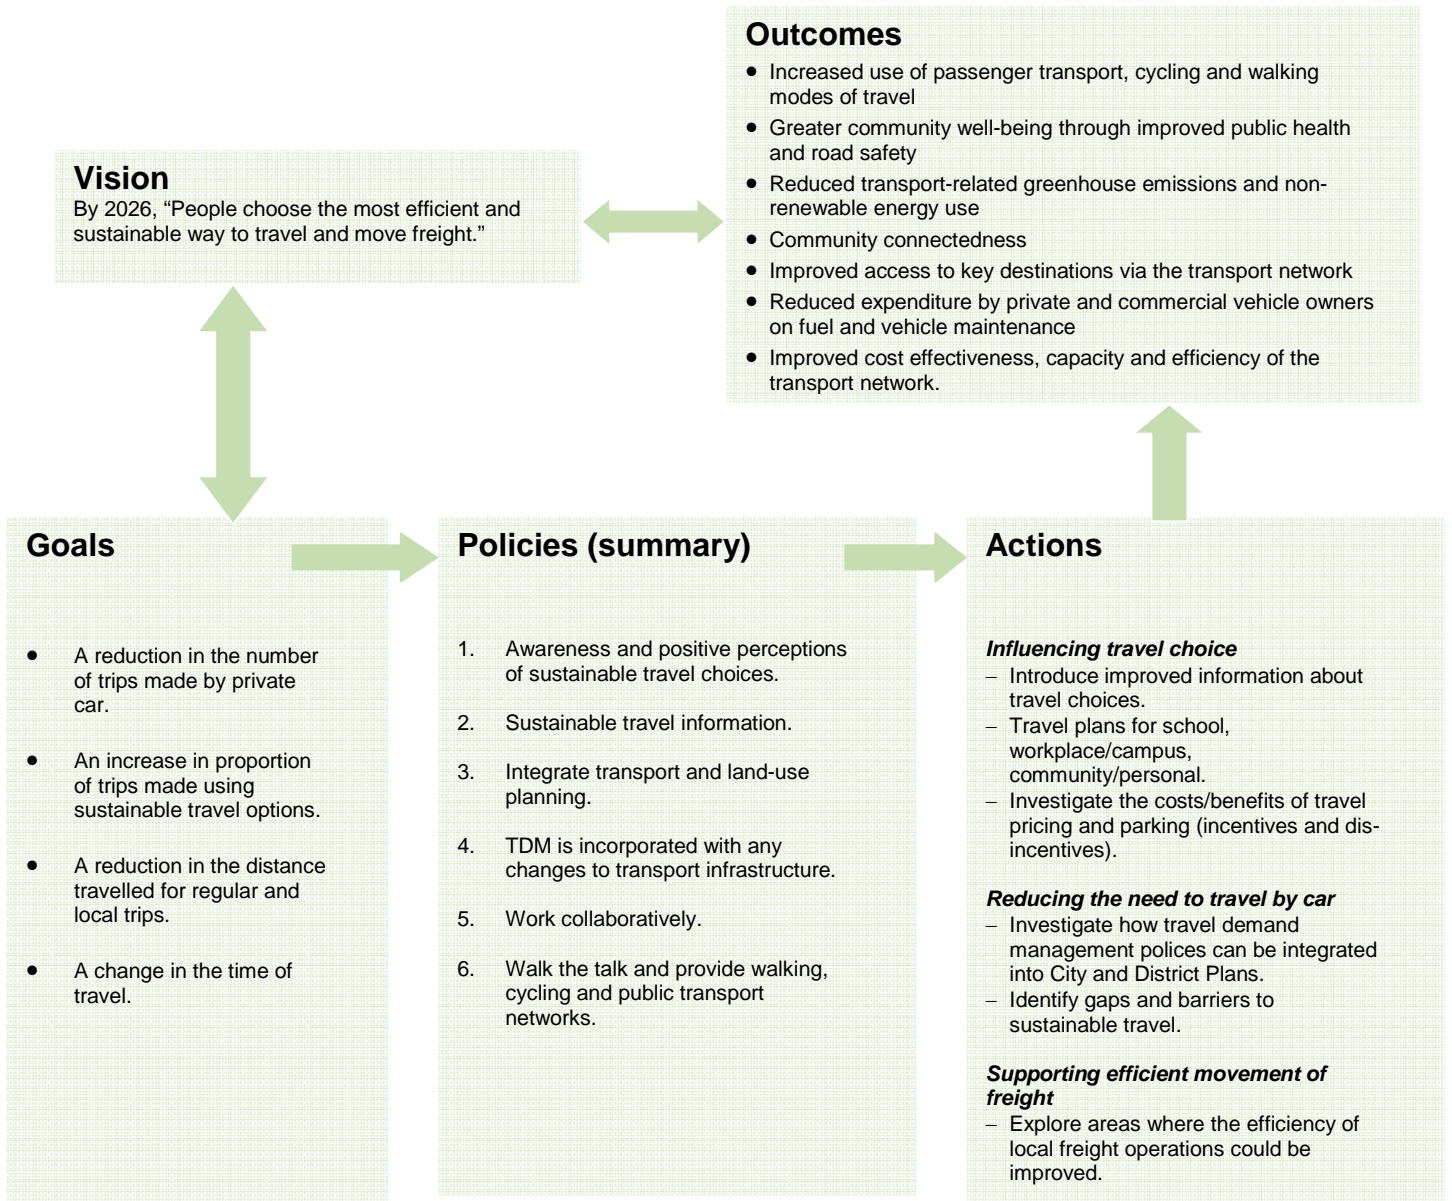 Outcomes
• Increased use of passenger transport, cycling and walking
modes of travel
• Greater community well-being through improved public health
and road safety
• Reduced transport-related greenhouse emissions and non-
renewable energy use
• Community connectedness
• Improved access to key destinations via the transport network
• Reduced expenditure by private and commercial vehicle owners
on fuel and vehicle maintenance
• Improved cost effectiveness, capacity and efficiency of the
transport network.
Vision
By 2026, “People choose the most efficient and
sustainable way to travel and move freight.”
Goals
• A reduction in the number
of trips made by private
car.
• An increase in proportion
of trips made using
sustainable travel options.
• A reduction in the distance
travelled for regular and
local trips.
• A change in the time of
travel.
Policies (summary)
1. Awareness and positive perceptions
of sustainable travel choices.
2. Sustainable travel information.
3. Integrate transport and land-use
planning.
4. TDM is incorporated with any
changes to transport infrastructure.
5. Work collaboratively.
6. Walk the talk and provide walking,
cycling and public transport
networks.
Actions
Influencing travel choice
– Introduce improved information about
travel choices.
– Travel plans for school,
workplace/campus,
community/personal.
– Investigate the costs/benefits of travel
pricing and parking (incentives and dis-
incentives).
Reducing the need to travel by car
– Investigate how travel demand
management polices can be integrated
into City and District Plans.
– Identify gaps and barriers to
sustainable travel.
Supporting efficient movement of
freight
– Explore areas where the efficiency of
local freight operations could be
improved.